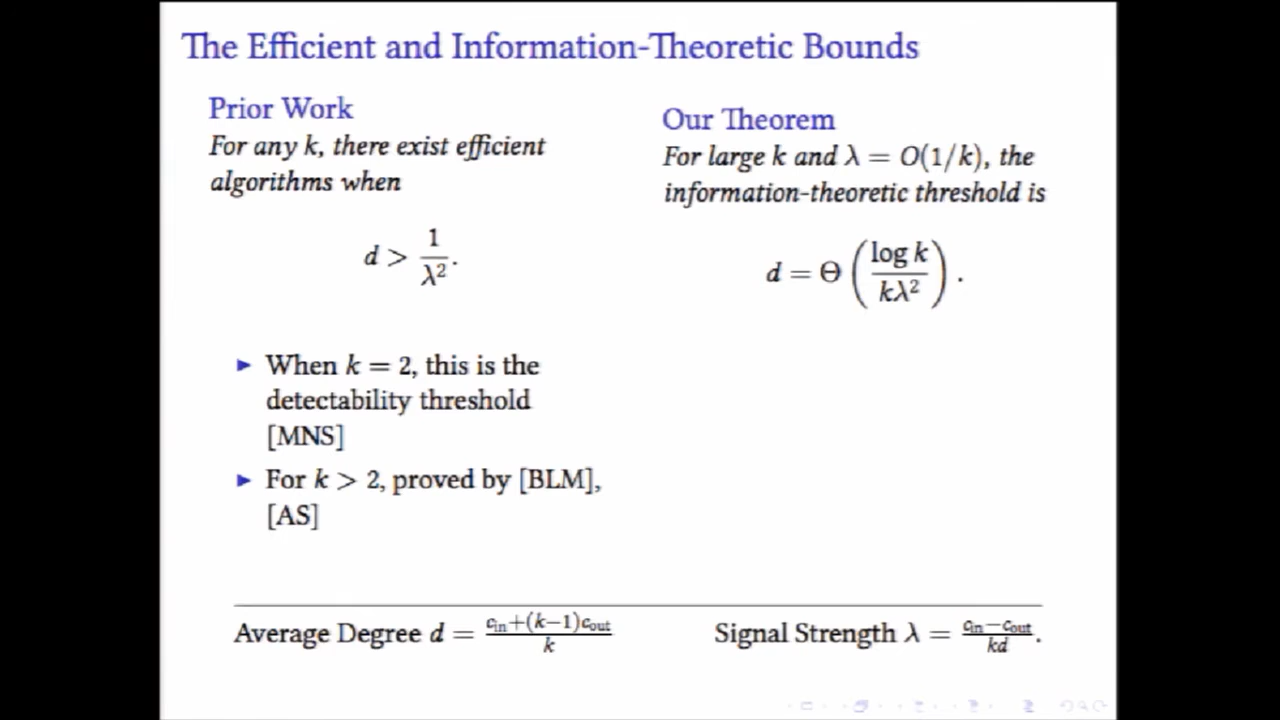 The Efficient and Information-Theoretic Bounds
Prior Work
For any k, there exist efficient
algorithms when
d > 1/λ².
▶ When k = 2, this is the
detectability threshold
[MNS]
▶ For k > 2, proved by [BLM],
[AS]
Our Theorem
For large k and λ = O(1/k), the
information-theoretic threshold is
d = Θ(log k / kλ²).
Average Degree d = (c_in+(k−1)c_out)/k
Signal Strength λ = (c_in−c_out)/kd.